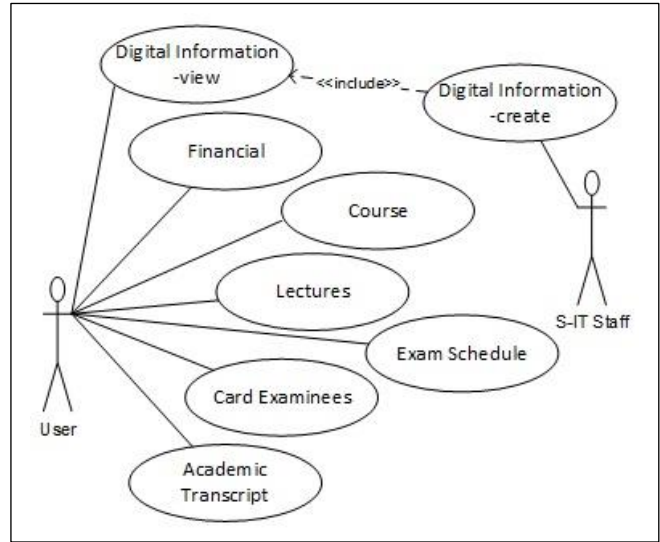 Digital Information
-view
<<include>>
Digital Information
-create
Financial
Course
Lectures
S-IT Staff
Exam Schedule
Card Examinees
User
Academic
Transcript